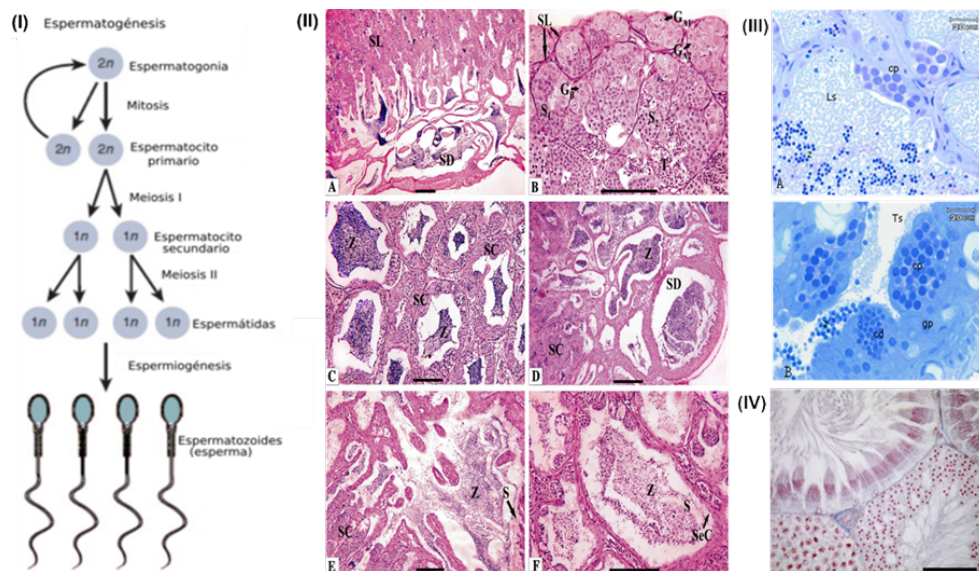 (I)
Espermatogénesis
2n
Espermatogonia
Mitosis
2n 2n
Espermatocito
primario
Meiosis I
1n 1n
Espermatocito
secundario
Meiosis II
1n 1n 1n 1n
Espermátidas
Espermiogénesis
Espermatozoides
(esperma)
(II)
SL
SD
A
SL
T
B
Z
SC
SC
Z
C
Z
SD
SC
D
Z
S
SC
E
Z
S
SeC
F
(III)
cp
Ls
A
Ts
cp
cd
gp
B
(IV)